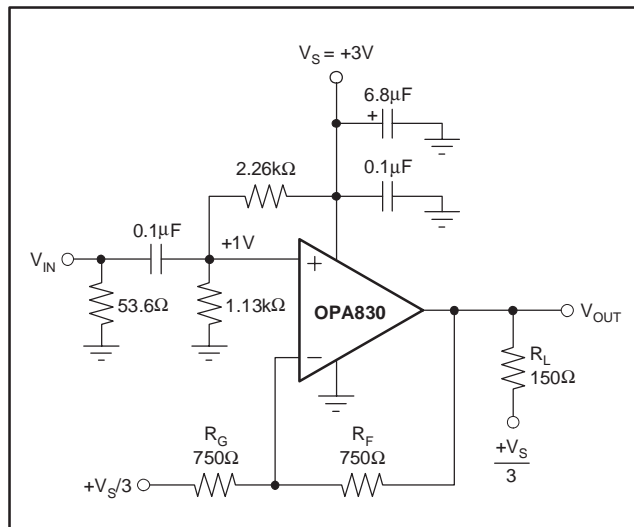 V_S = +3V
6.8μF
+
2.26kΩ
0.1μF
0.1μF
+1V
V_IN
+
53.6Ω
1.13kΩ
OPA830
V_OUT
−
R_L
150Ω
R_G
750Ω
R_F
750Ω
+V_S
3
+V_S/3